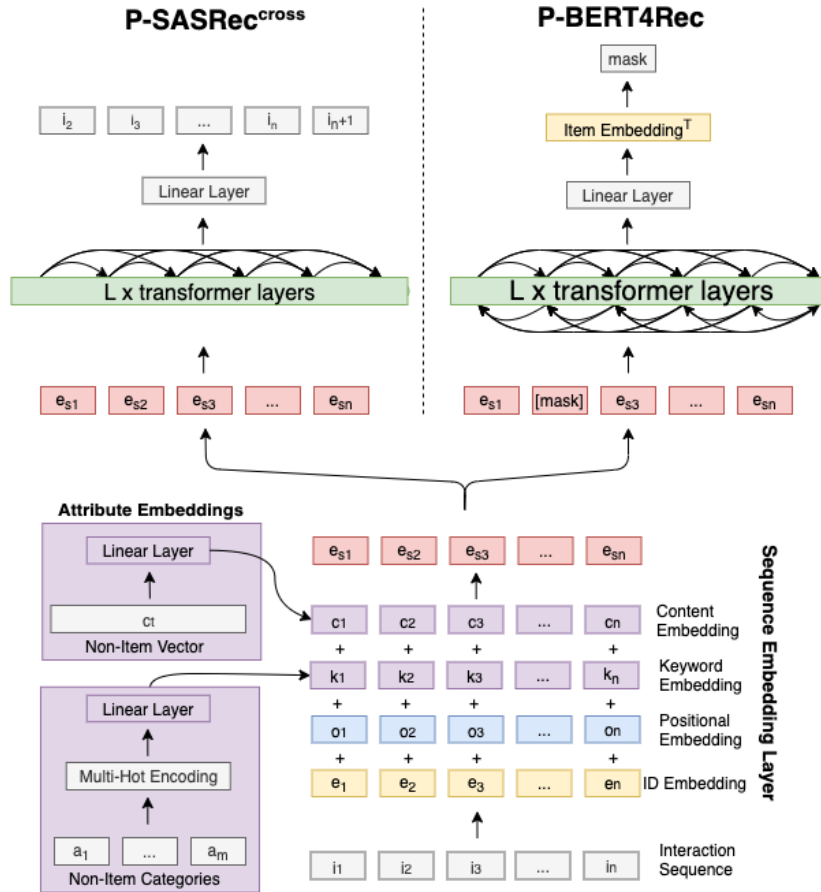 P-SASRec^cross
P-BERT4Rec
mask
i2 i3 ... in in+1
Item Embedding^T
Linear Layer
Linear Layer
L x transformer layers
L x transformer layers
es1 es2 es3 ... esn
es1 [mask] es3 ... esn
Attribute Embeddings
Linear Layer
ct
Non-Item Vector
Linear Layer
Multi-Hot Encoding
a1 ... am
Non-Item Categories
es1 es2 es3 ... esn
c1 c2 c3 ... cn
Content
Embedding
+ + + +
k1 k2 k3 ... kn
Keyword
Embedding
+ + + +
o1 o2 o3 ... on
Positional
Embedding
+ + + +
e1 e2 e3 ... en
ID Embedding
i1 i2 i3 ... in
Interaction
Sequence
Sequence Embedding Layer